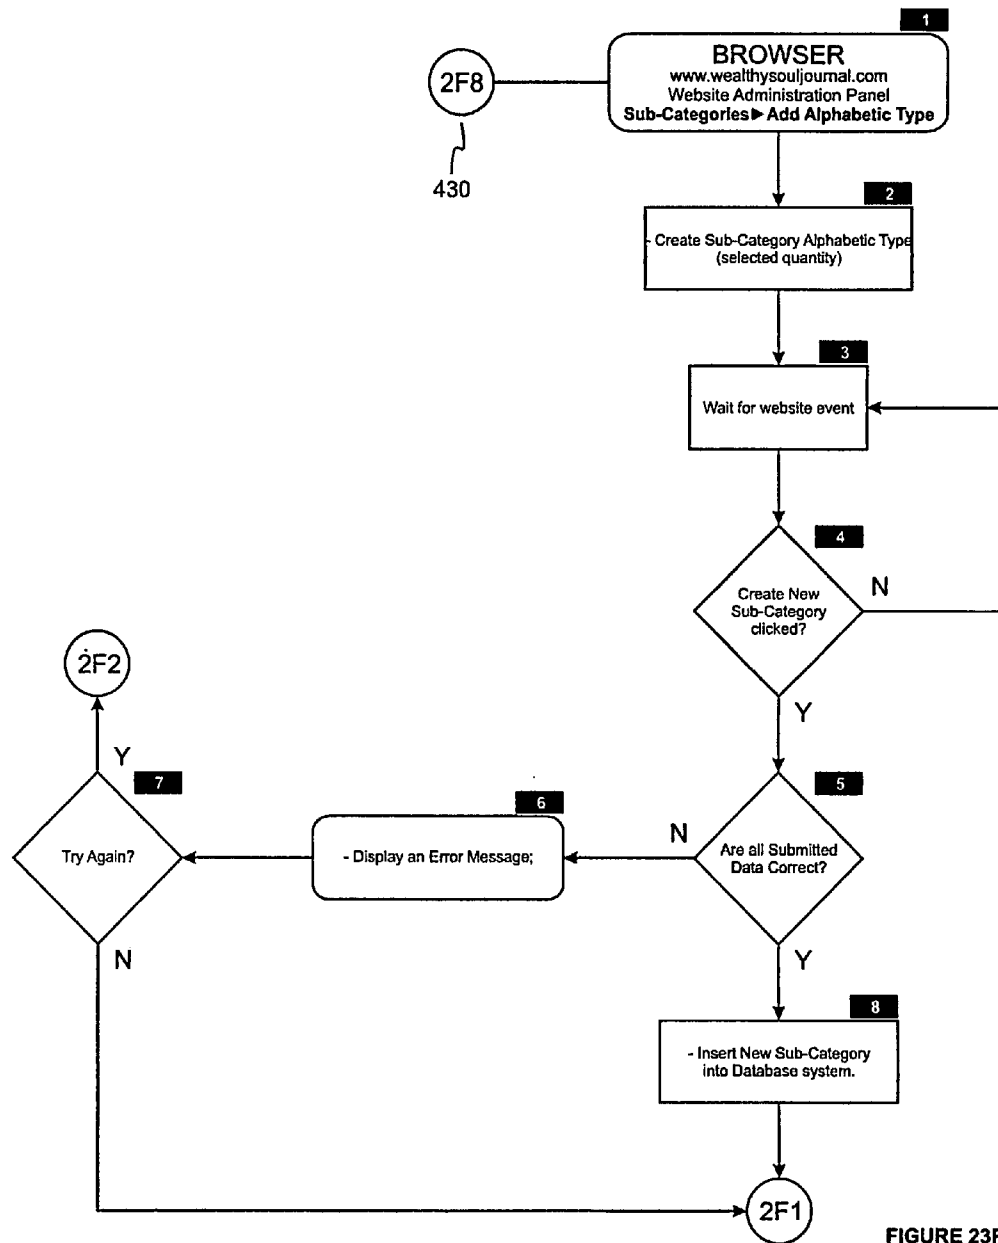 1
BROWSER
www.wealthysouljournal.com
Website Administration Panel
Sub-Categories▶Add Alphabetic Type
2F8
430
2
- Create Sub-Category Alphabetic Type
(selected quantity)
3
Wait for website event
4
Create New
Sub-Category
clicked?
N
Y
2F2
Y
7
Try Again?
N
6
- Display an Error Message;
N
5
Are all Submitted
Data Correct?
Y
8
- Insert New Sub-Category
into Database system.
2F1